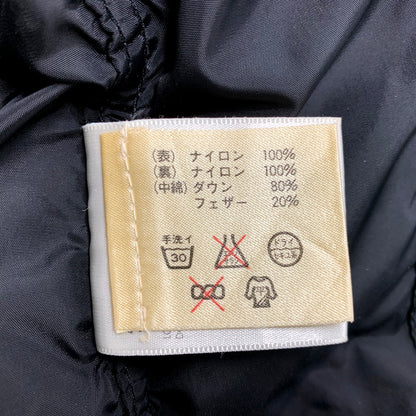 (表) ナイロン 100%
(裏) ナイロン 100%
(中綿) ダウン 80%
フェザー 20%
手洗イ
30
ドライ
セキユ系